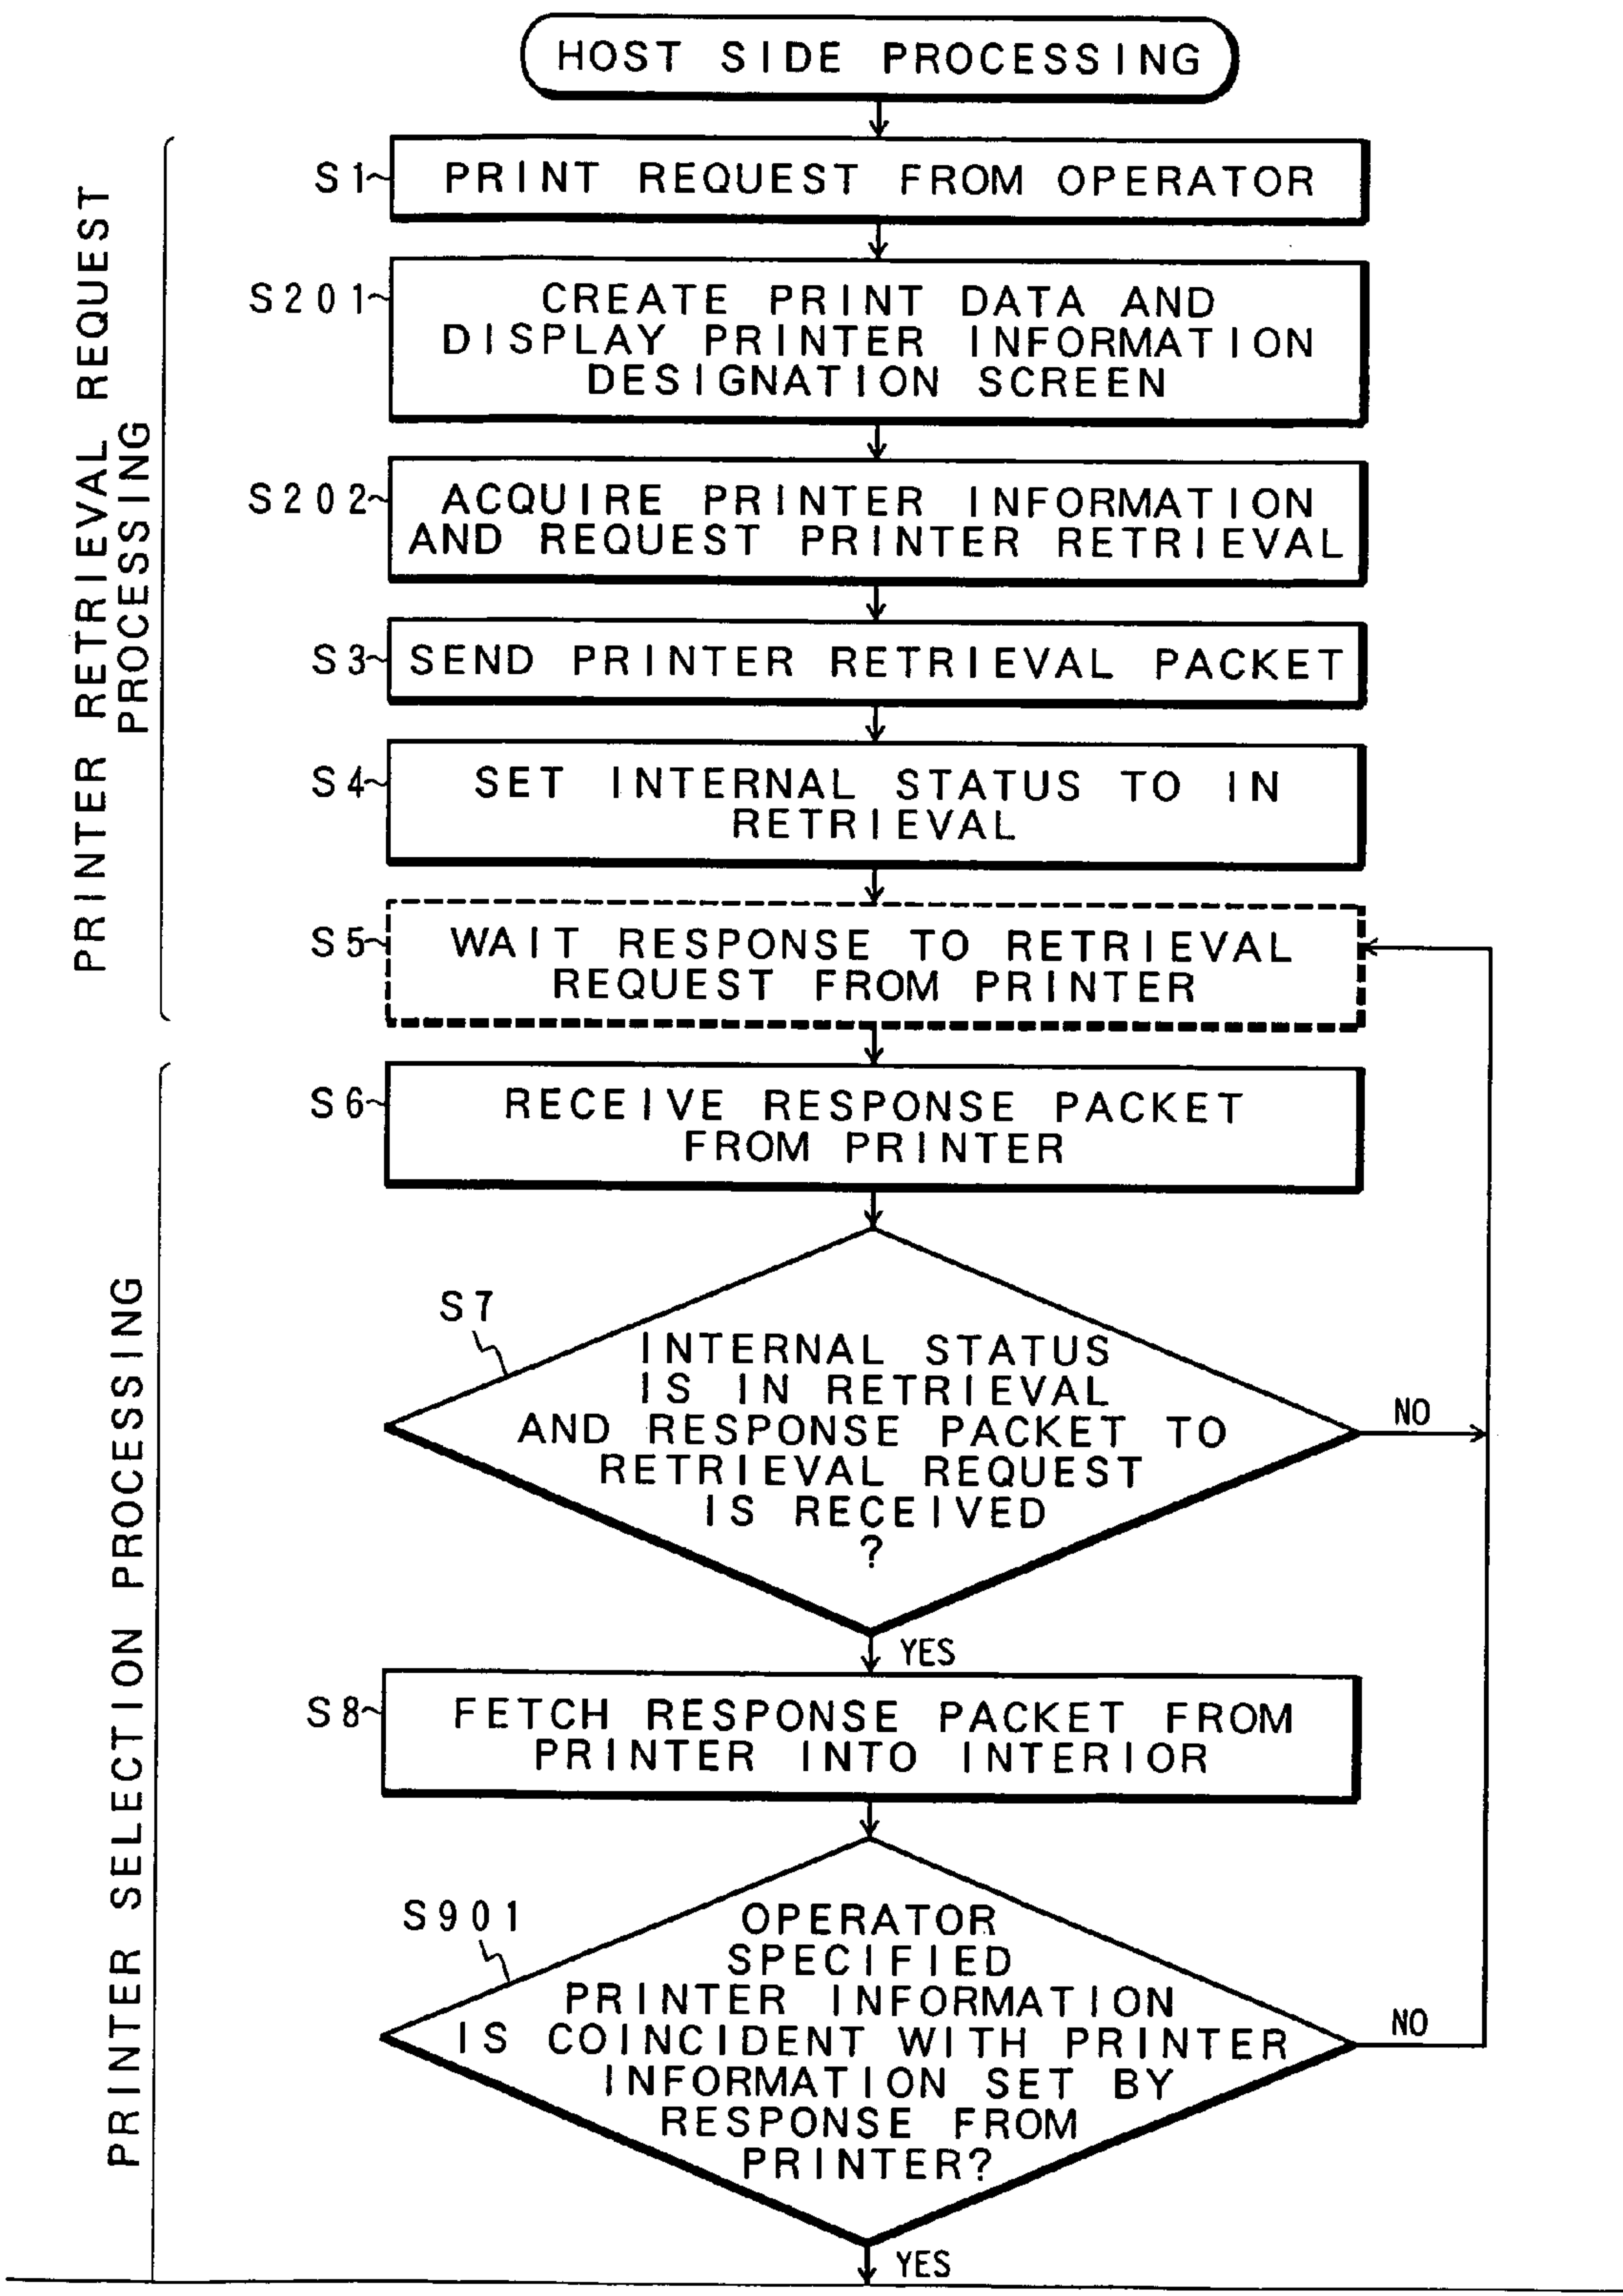 HOST SIDE PROCESSING
PRINTER RETRIEVAL REQUEST
PROCESSING
S1
PRINT REQUEST FROM OPERATOR
S201
CREATE PRINT DATA AND
DISPLAY PRINTER INFORMATION
DESIGNATION SCREEN
S202
ACQUIRE PRINTER INFORMATION
AND REQUEST PRINTER RETRIEVAL
S3
SEND PRINTER RETRIEVAL PACKET
S4
SET INTERNAL STATUS TO IN
RETRIEVAL
S5
WAIT RESPONSE TO RETRIEVAL
REQUEST FROM PRINTER
PRINTER SELECTION PROCESSING
S6
RECEIVE RESPONSE PACKET
FROM PRINTER
S7
INTERNAL STATUS
IS IN RETRIEVAL
AND RESPONSE PACKET TO
RETRIEVAL REQUEST
IS RECEIVED
?
NO
YES
S8
FETCH RESPONSE PACKET FROM
PRINTER INTO INTERIOR
S901
OPERATOR
SPECIFIED
PRINTER INFORMATION
IS COINCIDENT WITH PRINTER
INFORMATION SET BY
RESPONSE FROM
PRINTER?
NO
YES